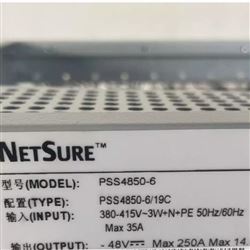 NETSURE™
型号(MODEL): PSS4850-6
配置(TYPE): PSS4850-6/19C
输入(INPUT): 380-415V~3W+N+PE 50Hz/60Hz
Max 35A
输出(OUTPUT): -48V⎓ Max 250A Max 14